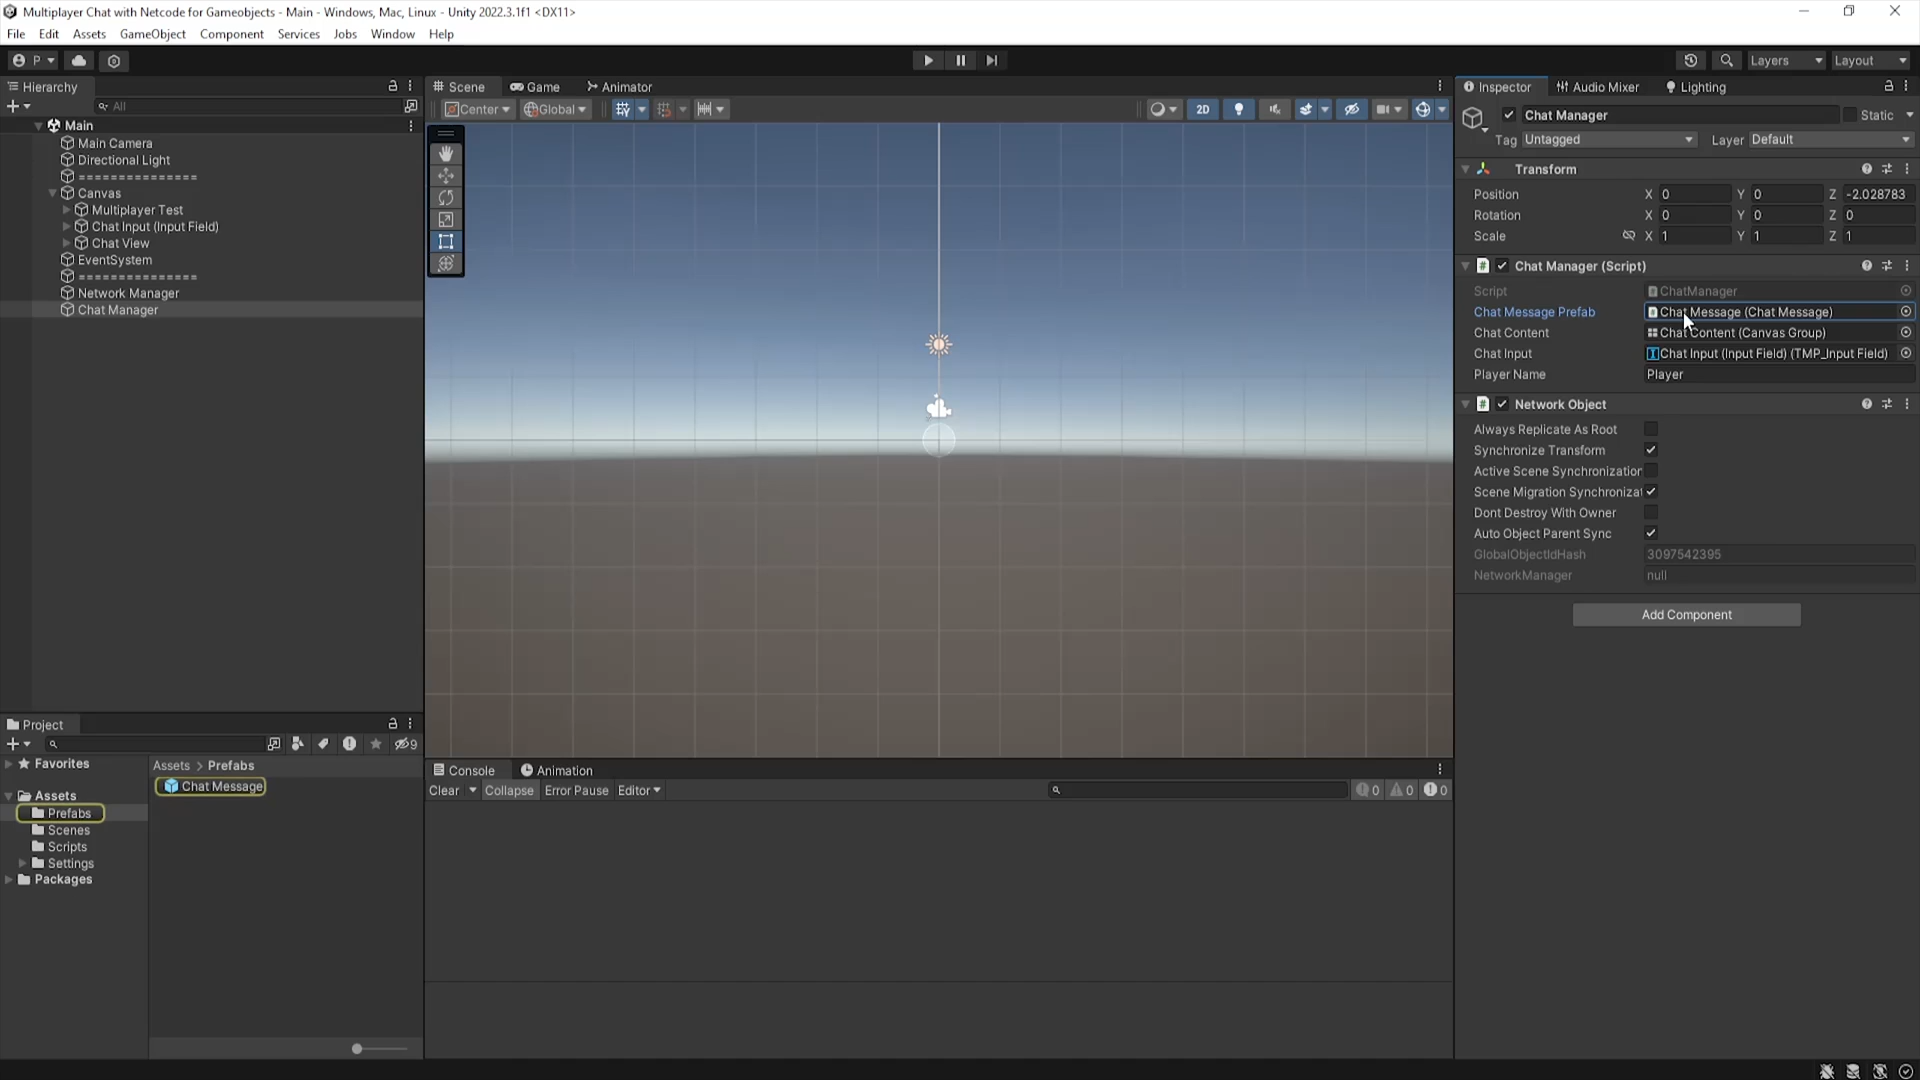 Multiplayer Chat with Netcode for Gameobjects - Main - Windows, Mac, Linux - Unity 2022.3.1f1 <DX11>
File Edit Assets GameObject Component Services Jobs Window Help
P Layers Layout
Hierarchy
All
Main
Main Camera
Directional Light
===============
Canvas
Multiplayer Test
Chat Input (Input Field)
Chat View
EventSystem
===============
Network Manager
Chat Manager
Scene Game Animator
Center Global 2D
Inspector Audio Mixer Lighting
Chat Manager Static
Tag Untagged Layer Default
Transform
Position X 0 Y 0 Z -2.028783
Rotation X 0 Y 0 Z 0
Scale X 1 Y 1 Z 1
Chat Manager (Script)
Script ChatManager
Chat Message Prefab Chat Message (Chat Message)
Chat Content Chat Content (Canvas Group)
Chat Input Chat Input (Input Field) (TMP_Input Field)
Player Name Player
Network Object
Always Replicate As Root
Synchronize Transform
Active Scene Synchronization
Scene Migration Synchronizat
Dont Destroy With Owner
Auto Object Parent Sync
GlobalObjectIdHash 3097542395
NetworkManager null
Add Component
Project
9
Favorites
Assets
Prefabs
Scenes
Scripts
Settings
Packages
Assets > Prefabs
Chat Message
Console Animation
Clear Collapse Error Pause Editor 0 0 0